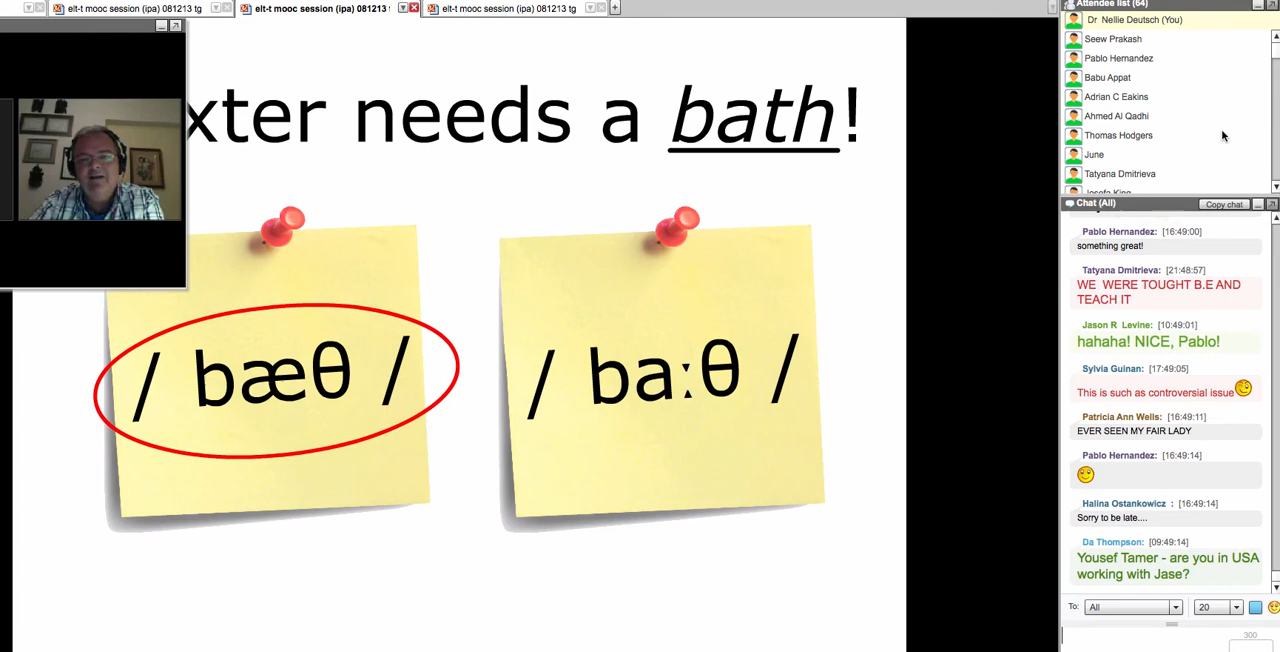 elt-t mooc session (ipa) 081213 tg
elt-t mooc session (ipa) 081213
elt-t mooc session (ipa) 081213 tg
xter needs a bath!
/ bæθ /
/ baːθ /
Attendee list (64)
Dr Nellie Deutsch (You)
Seew Prakash
Pablo Hernandez
Babu Appat
Adrian C Eakins
Ahmed Al Qadhi
Thomas Hodgers
June
Tatyana Dmitrieva
Josefa King
Chat (All)
Copy chat
Pablo Hernandez: [16:49:00]
something great!
Tatyana Dmitrieva: [21:48:57]
WE WERE TOUGHT B.E AND
TEACH IT
Jason R Levine: [10:49:01]
hahaha! NICE, Pablo!
Sylvia Guinan: [17:49:05]
This is such as controversial issue
Patricia Ann Wells: [16:49:11]
EVER SEEN MY FAIR LADY
Pablo Hernandez: [16:49:14]
Halina Ostankowicz : [16:49:14]
Sorry to be late....
Da Thompson: [09:49:14]
Yousef Tamer - are you in USA
working with Jase?
To: All 20
300